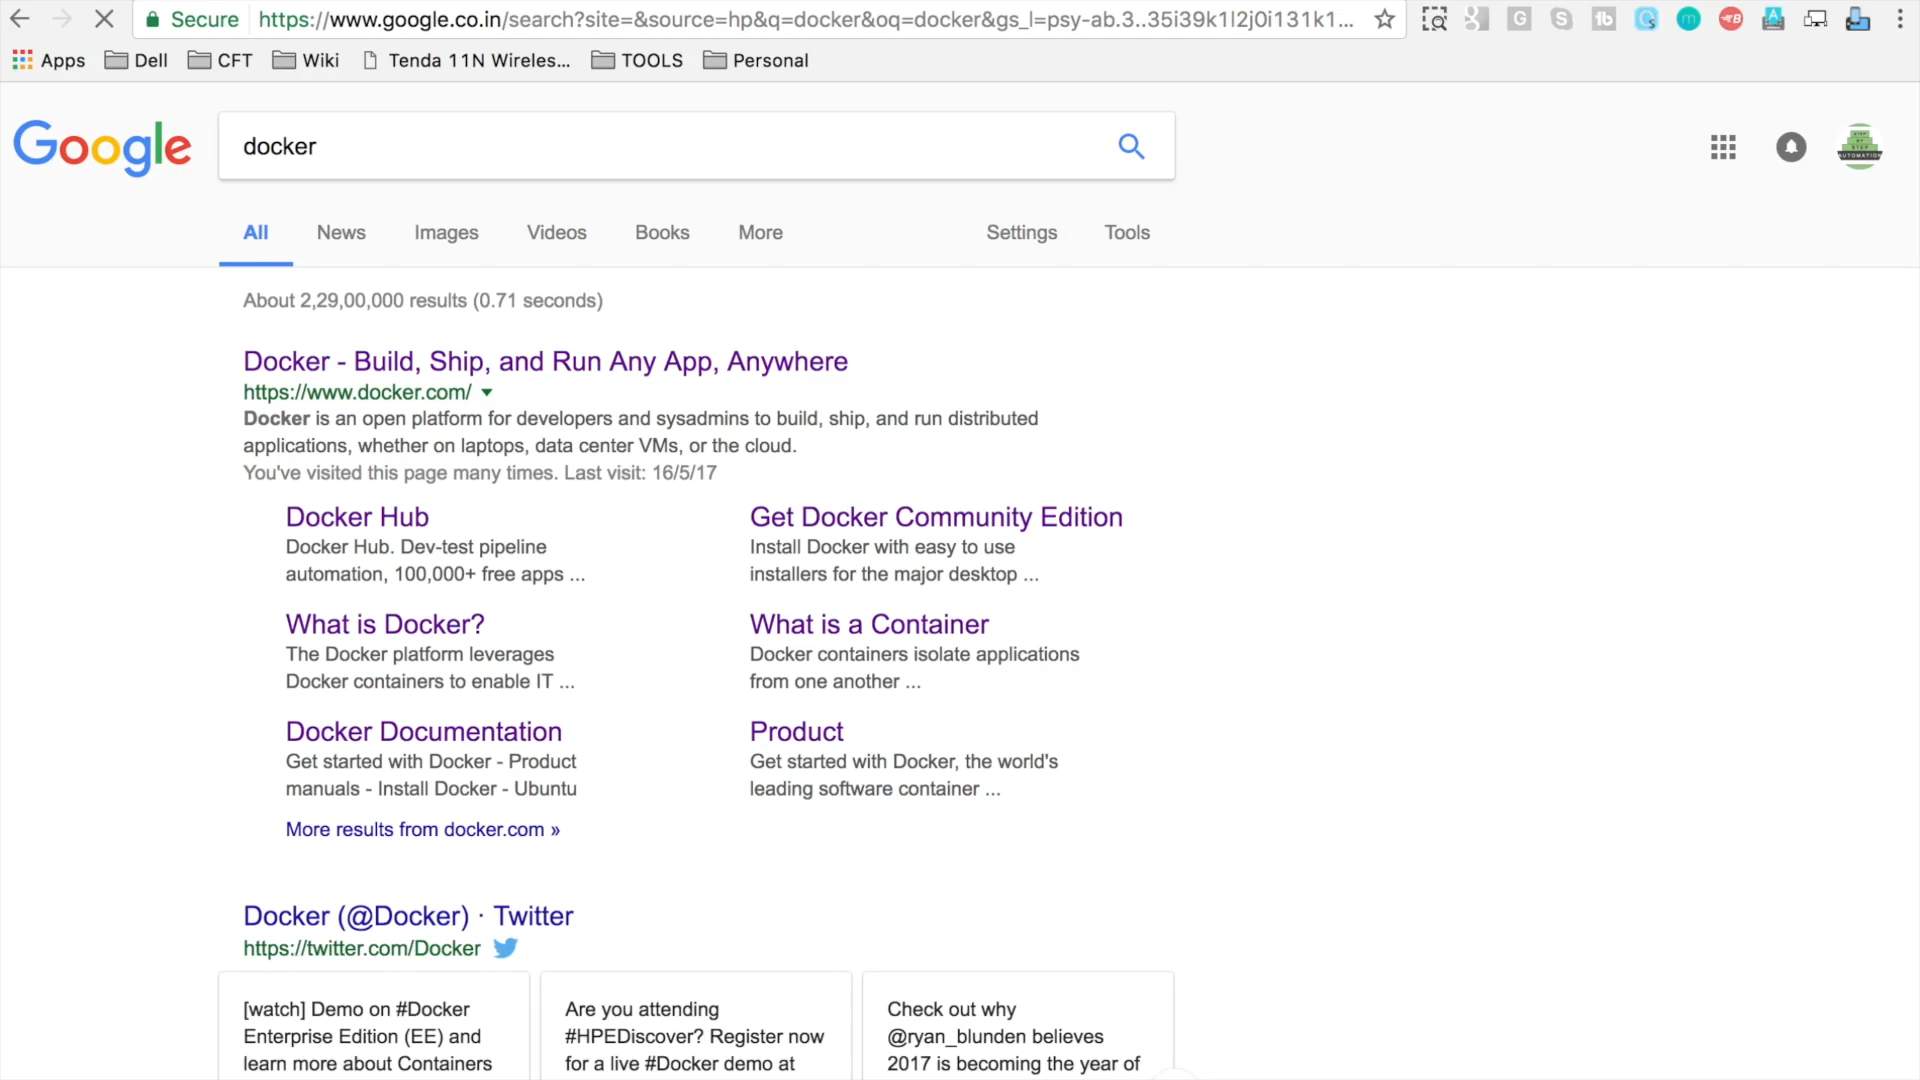 Secure https://www.google.co.in/search?site=&source=hp&q=docker&oq=docker&gs_l=psy-ab.3..35i39k1l2j0i131k1...
Apps Dell CFT Wiki Tenda 11N Wireles... TOOLS Personal
Google docker
All News Images Videos Books More Settings Tools
About 2,29,00,000 results (0.71 seconds)
Docker - Build, Ship, and Run Any App, Anywhere
https://www.docker.com/
Docker is an open platform for developers and sysadmins to build, ship, and run distributed
applications, whether on laptops, data center VMs, or the cloud.
You've visited this page many times. Last visit: 16/5/17
Docker Hub
Docker Hub. Dev-test pipeline
automation, 100,000+ free apps ...
Get Docker Community Edition
Install Docker with easy to use
installers for the major desktop ...
What is Docker?
The Docker platform leverages
Docker containers to enable IT ...
What is a Container
Docker containers isolate applications
from one another ...
Docker Documentation
Get started with Docker - Product
manuals - Install Docker - Ubuntu
Product
Get started with Docker, the world's
leading software container ...
More results from docker.com »
Docker (@Docker) · Twitter
https://twitter.com/Docker
[watch] Demo on #Docker
Enterprise Edition (EE) and
learn more about Containers
Are you attending
#HPEDiscover? Register now
for a live #Docker demo at
Check out why
@ryan_blunden believes
2017 is becoming the year of